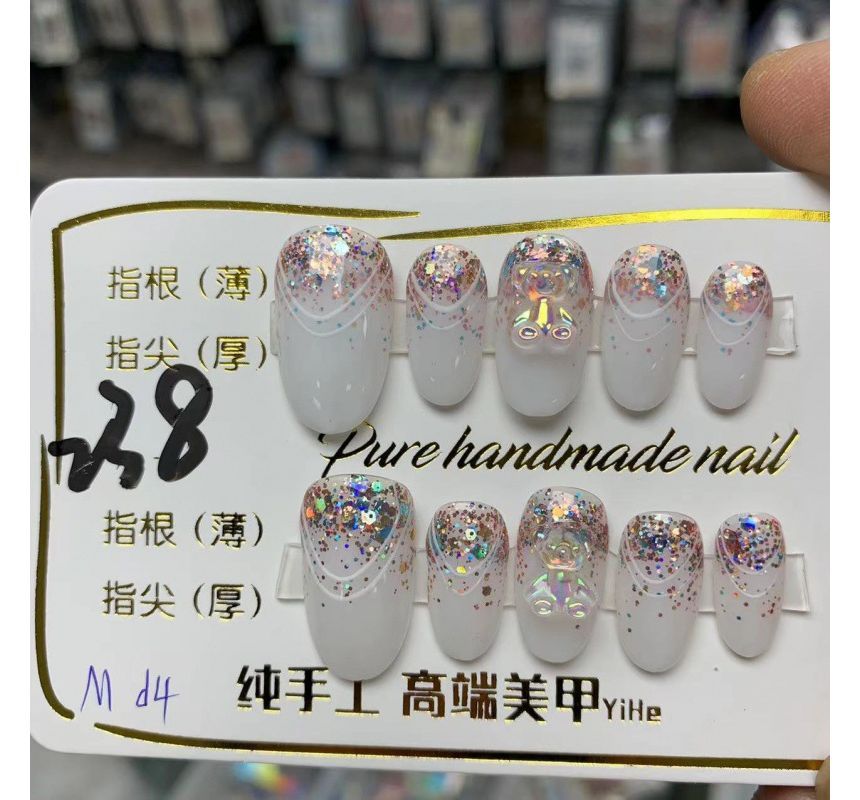 指根（薄）
指尖（厚）
238
Pure handmade nail
指根（薄）
指尖（厚）
M d4
纯手工 高端美甲YiHe